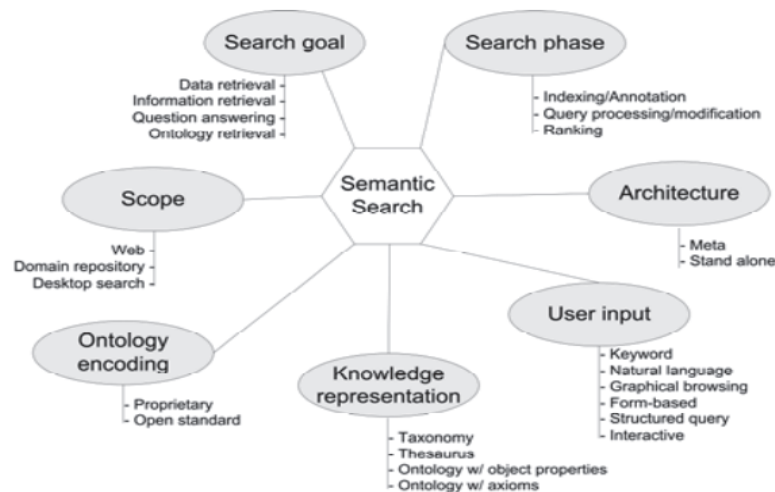 Search goal
Data retrieval -
Information retrieval -
Question answering -
Ontology retrieval -
Search phase
- Indexing/Annotation
- Query processing/modification
- Ranking
Semantic
Search
Scope
Web -
Domain repository -
Desktop search -
Architecture
- Meta
- Stand alone
Ontology
encoding
- Proprietary
- Open standard
Knowledge
representation
- Taxonomy
- Thesaurus
- Ontology w/ object properties
- Ontology w/ axioms
User input
- Keyword
- Natural language
- Graphical browsing
- Form-based
- Structured query
- Interactive